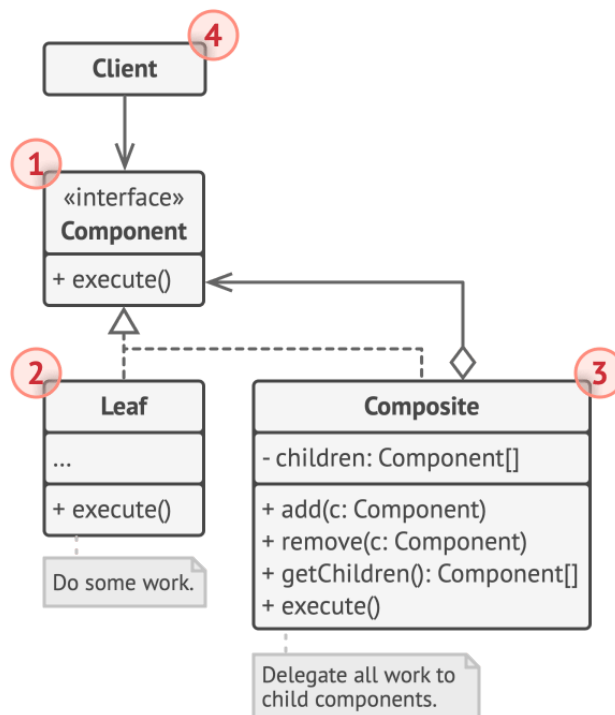 4
Client
1
«interface»
Component
+ execute()
2
Leaf
...
+ execute()
Do some work.
3
Composite
- children: Component[]
+ add(c: Component)
+ remove(c: Component)
+ getChildren(): Component[]
+ execute()
Delegate all work to
child components.